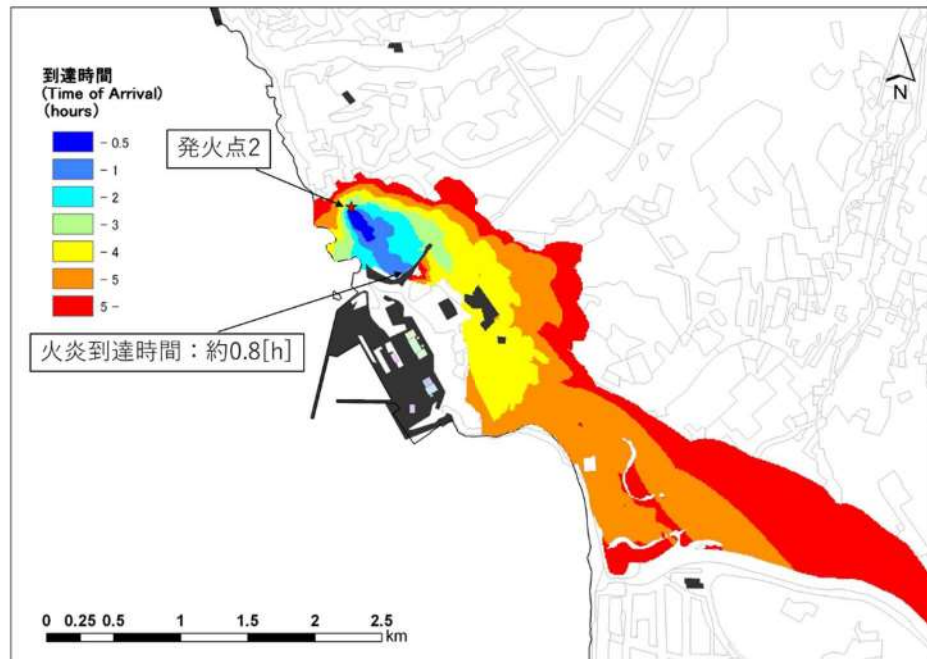 到達時間
(Time of Arrival)
(hours)
- 0.5
- 1
- 2
- 3
- 4
- 5
5 -
発火点2
N
火炎到達時間：約0.8[h]
0 0.25 0.5 1 1.5 2 2.5
km